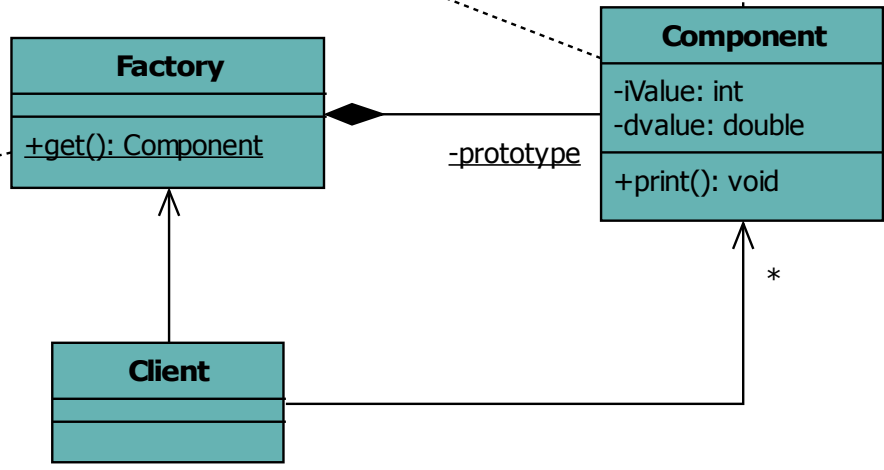 Factory
+get(): Component
-prototype
Component
-iValue: int
-dvalue: double
+print(): void
*
Client